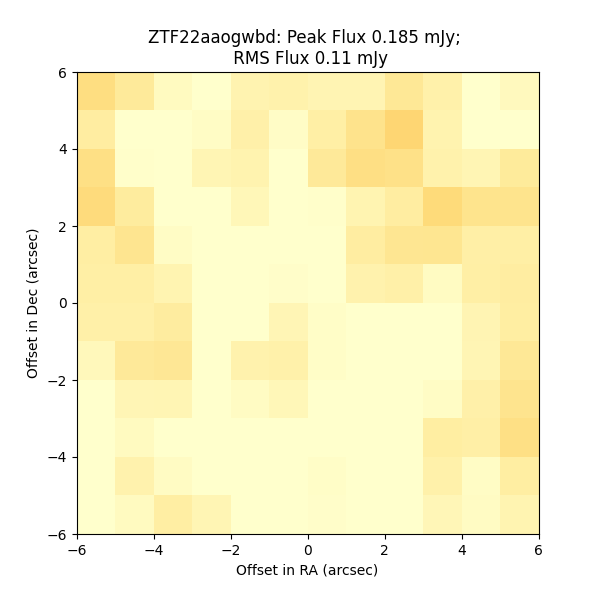 ZTF22aaogwbd: Peak Flux 0.185 mJy;
RMS Flux 0.11 mJy
6
4
2
0
−2
−4
−6
Offset in Dec (arcsec)
−6 −4 −2 0 2 4 6
Offset in RA (arcsec)